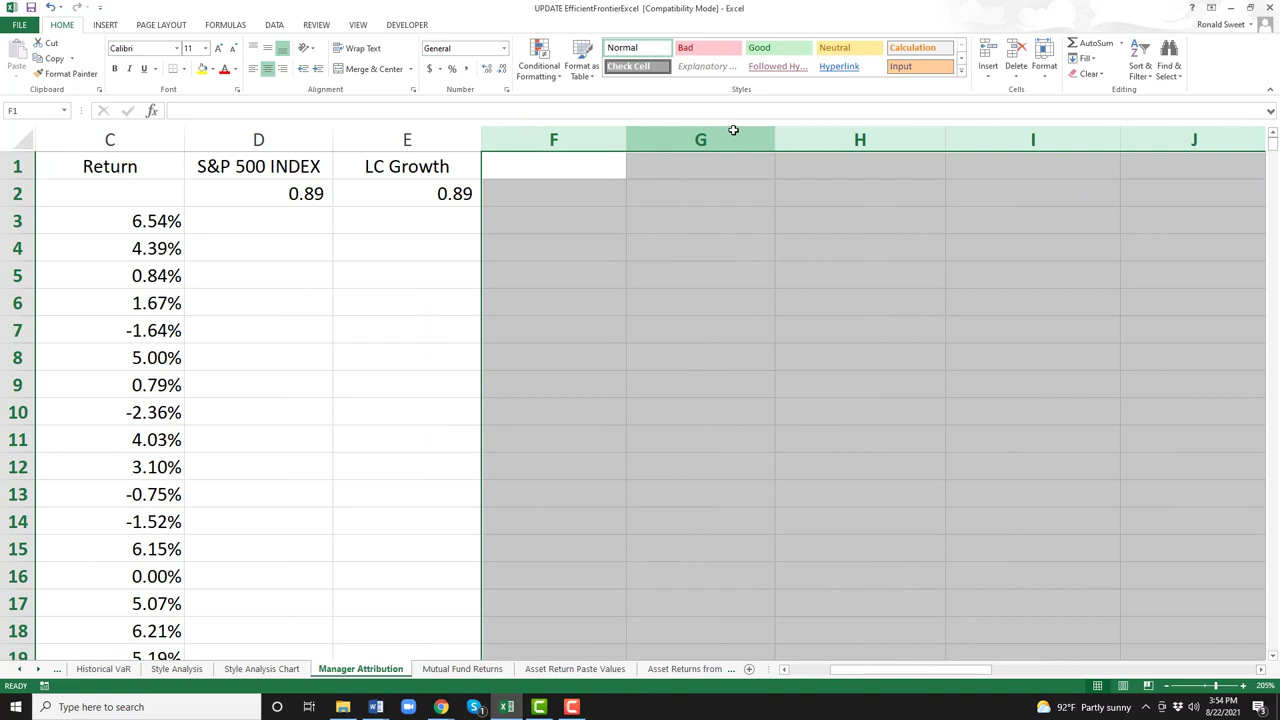 UPDATE EfficientFrontierExcel [Compatibility Mode] - Excel
FILE HOME INSERT PAGE LAYOUT FORMULAS DATA REVIEW VIEW DEVELOPER Ronald Sweet
Cut
Copy
Format Painter
Paste
Clipboard
Calibri 11
B I U
Font
Wrap Text
Merge & Center
Alignment
General
$ % ,
Number
Conditional Formatting
Format as Table
Normal Bad Good Neutral Calculation
Check Cell Explanatory ... Followed Hy... Hyperlink Input
Styles
Insert Delete Format
Cells
AutoSum
Fill
Clear
Sort & Filter
Find & Select
Editing
F1 fx
C D E F G H I J
1 Return S&P 500 INDEX LC Growth
2 0.89 0.89
3 6.54%
4 4.39%
5 0.84%
6 1.67%
7 -1.64%
8 5.00%
9 0.79%
10 -2.36%
11 4.03%
12 3.10%
13 -0.75%
14 -1.52%
15 6.15%
16 0.00%
17 5.07%
18 6.21%
19 5.19%
... Historical VaR Style Analysis Style Analysis Chart Manager Attribution Mutual Fund Returns Asset Return Paste Values Asset Returns from ...
READY 205%
Type here to search
92°F Partly sunny
3:54 PM
8/22/2021